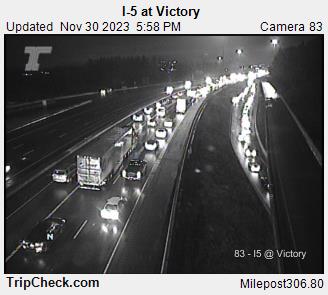 I-5 at Victory
Updated Nov 30 2023 5:58 PM Camera 83
T
N
83 - I5 @ Victory
TripCheck.com Milepost306.80